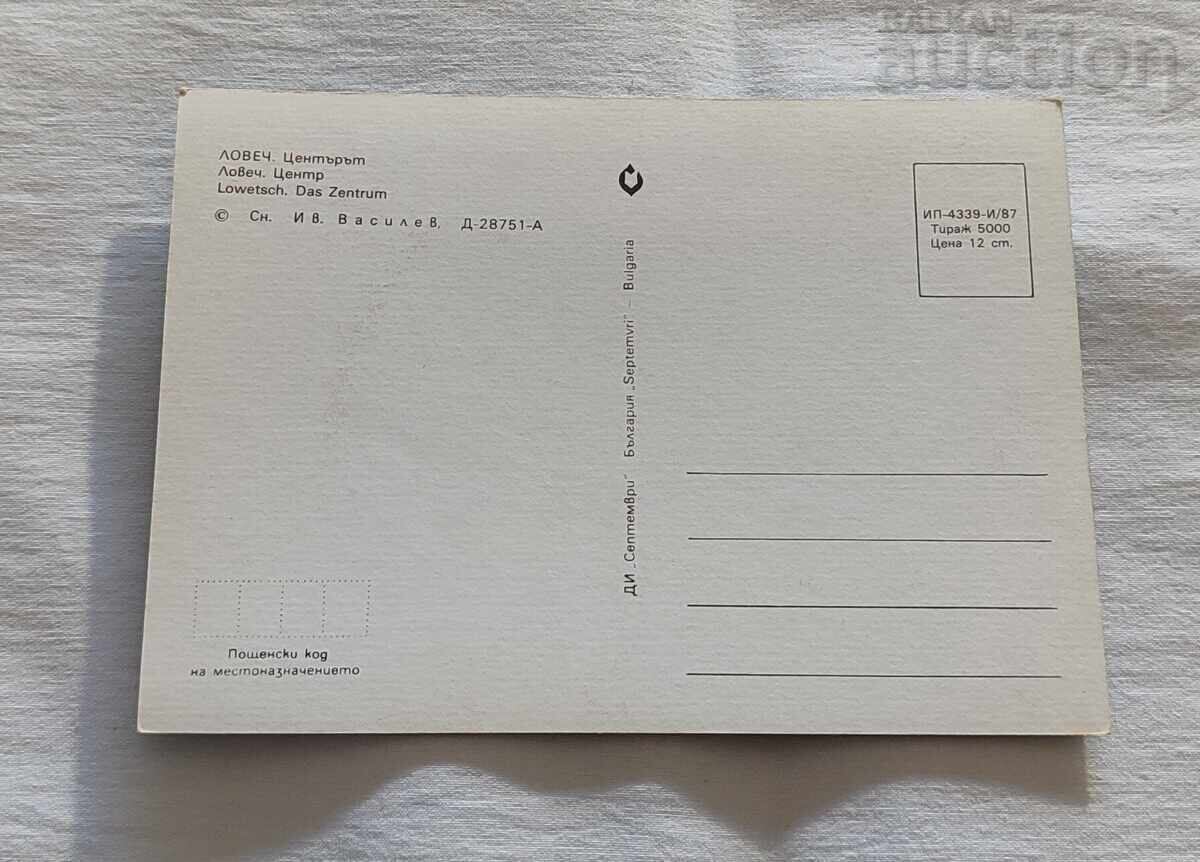 BALKAN
auction
ЛОВЕЧ. Центърът
Ловеч. Центр
Lowetsch. Das Zentrum
© Сн. Ив. Василев, Д-28751-А
ДИ „Септември" България „Septemvri" – Bulgaria
ИП-4339-И/87
Тираж 5000
Цена 12 ст.
Пощенски код
на местоназначението